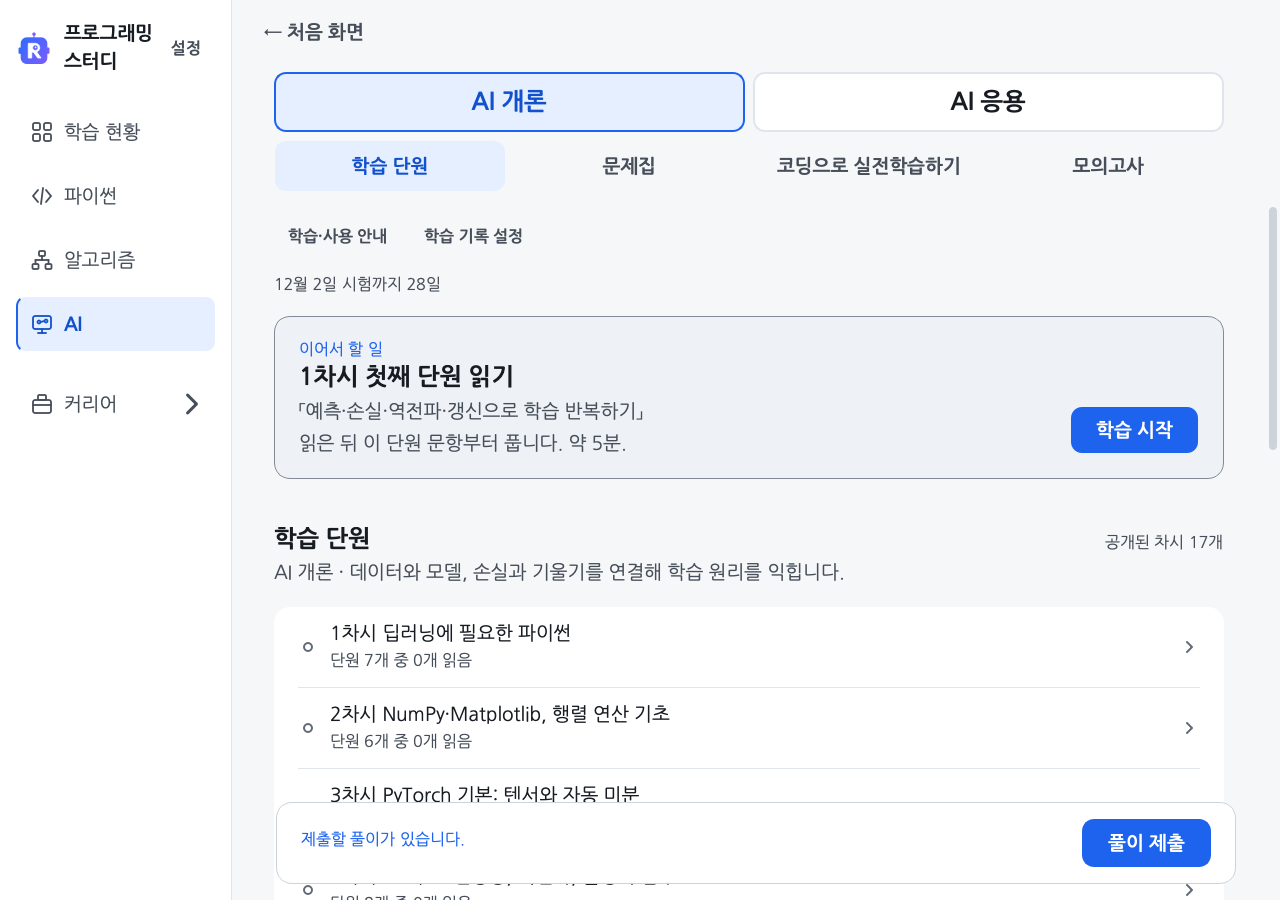 프로그래밍
스터디
설정
학습 현황
파이썬
알고리즘
AI
커리어
← 처음 화면
AI 개론
AI 응용
학습 단원
문제집
코딩으로 실전학습하기
모의고사
학습·사용 안내
학습 기록 설정
12월 2일 시험까지 28일
이어서 할 일
1차시 첫째 단원 읽기
「예측·손실·역전파·갱신으로 학습 반복하기」
읽은 뒤 이 단원 문항부터 풉니다. 약 5분.
학습 시작
학습 단원
공개된 차시 17개
AI 개론 · 데이터와 모델, 손실과 기울기를 연결해 학습 원리를 익힙니다.
1차시 딥러닝에 필요한 파이썬
단원 7개 중 0개 읽음
2차시 NumPy·Matplotlib, 행렬 연산 기초
단원 6개 중 0개 읽음
3차시 PyTorch 기본: 텐서와 자동 미분
제출할 풀이가 있습니다.
풀이 제출